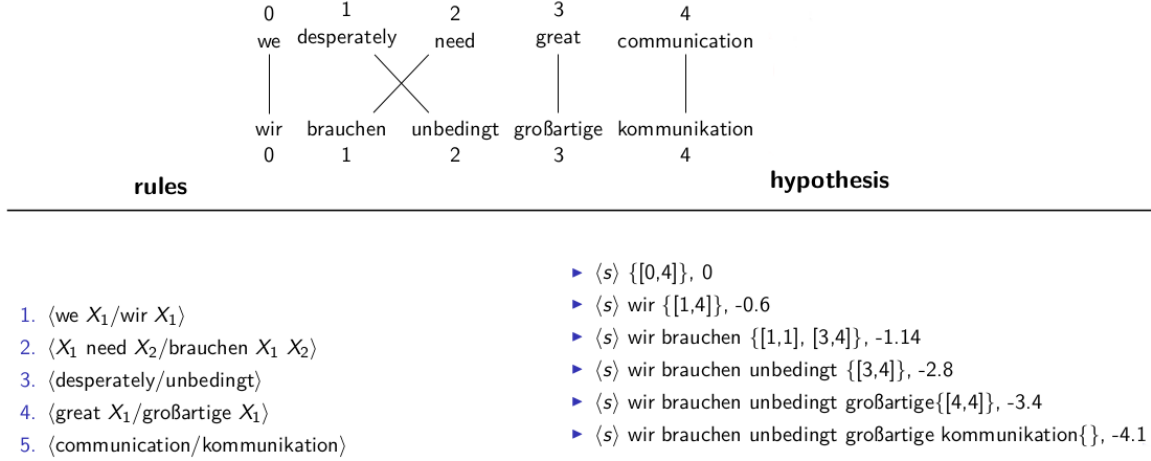 0 1 2 3 4
we desperately need great communication
wir brauchen unbedingt großartige kommunikation
0 1 2 3 4
rules
hypothesis
1. ⟨we X₁/wir X₁⟩
2. ⟨X₁ need X₂/brauchen X₁ X₂⟩
3. ⟨desperately/unbedingt⟩
4. ⟨great X₁/großartige X₁⟩
5. ⟨communication/kommunikation⟩
▶ ⟨s⟩ {[0,4]}, 0
▶ ⟨s⟩ wir {[1,4]}, -0.6
▶ ⟨s⟩ wir brauchen {[1,1], [3,4]}, -1.14
▶ ⟨s⟩ wir brauchen unbedingt {[3,4]}, -2.8
▶ ⟨s⟩ wir brauchen unbedingt großartige{[4,4]}, -3.4
▶ ⟨s⟩ wir brauchen unbedingt großartige kommunikation{}, -4.1